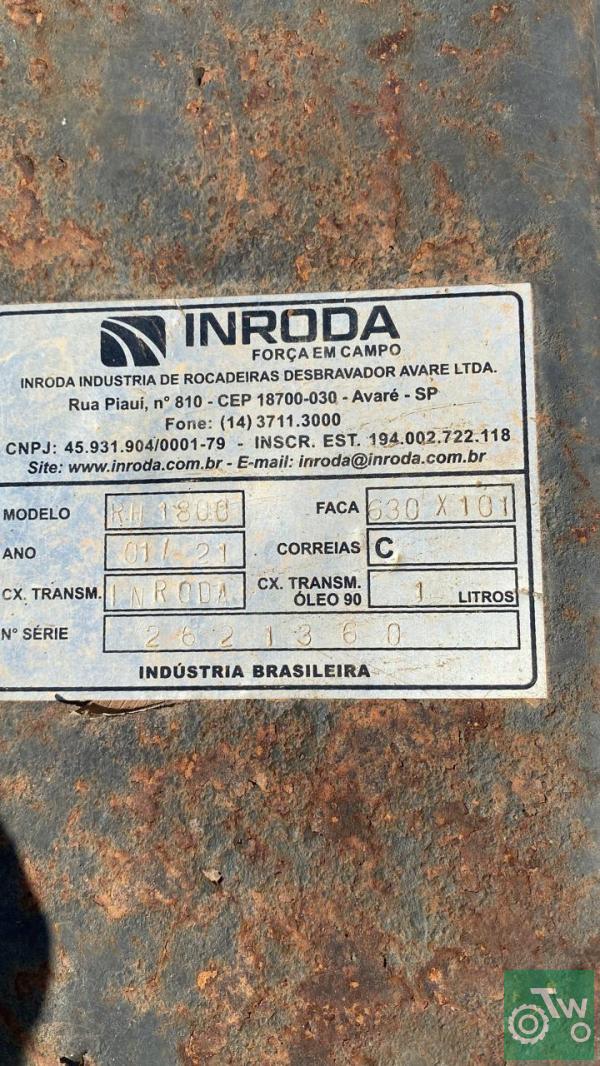 INRODA
FORÇA EM CAMPO
INRODA INDUSTRIA DE ROCADEIRAS DESBRAVADOR AVARE LTDA.
Rua Piauí, nº 810 - CEP 18700-030 - Avaré - SP
Fone: (14) 3711.3000
CNPJ: 45.931.904/0001-79 - INSCR. EST. 194.002.722.118
Site: www.inroda.com.br - E-mail: inroda@inroda.com.br
MODELO RH 1800 FACA 630 X 101
ANO 01/21 CORREIAS C
CX. TRANSM. INRODA CX. TRANSM. ÓLEO 90 1 LITROS
Nº SÉRIE 2621360
INDÚSTRIA BRASILEIRA
TWO